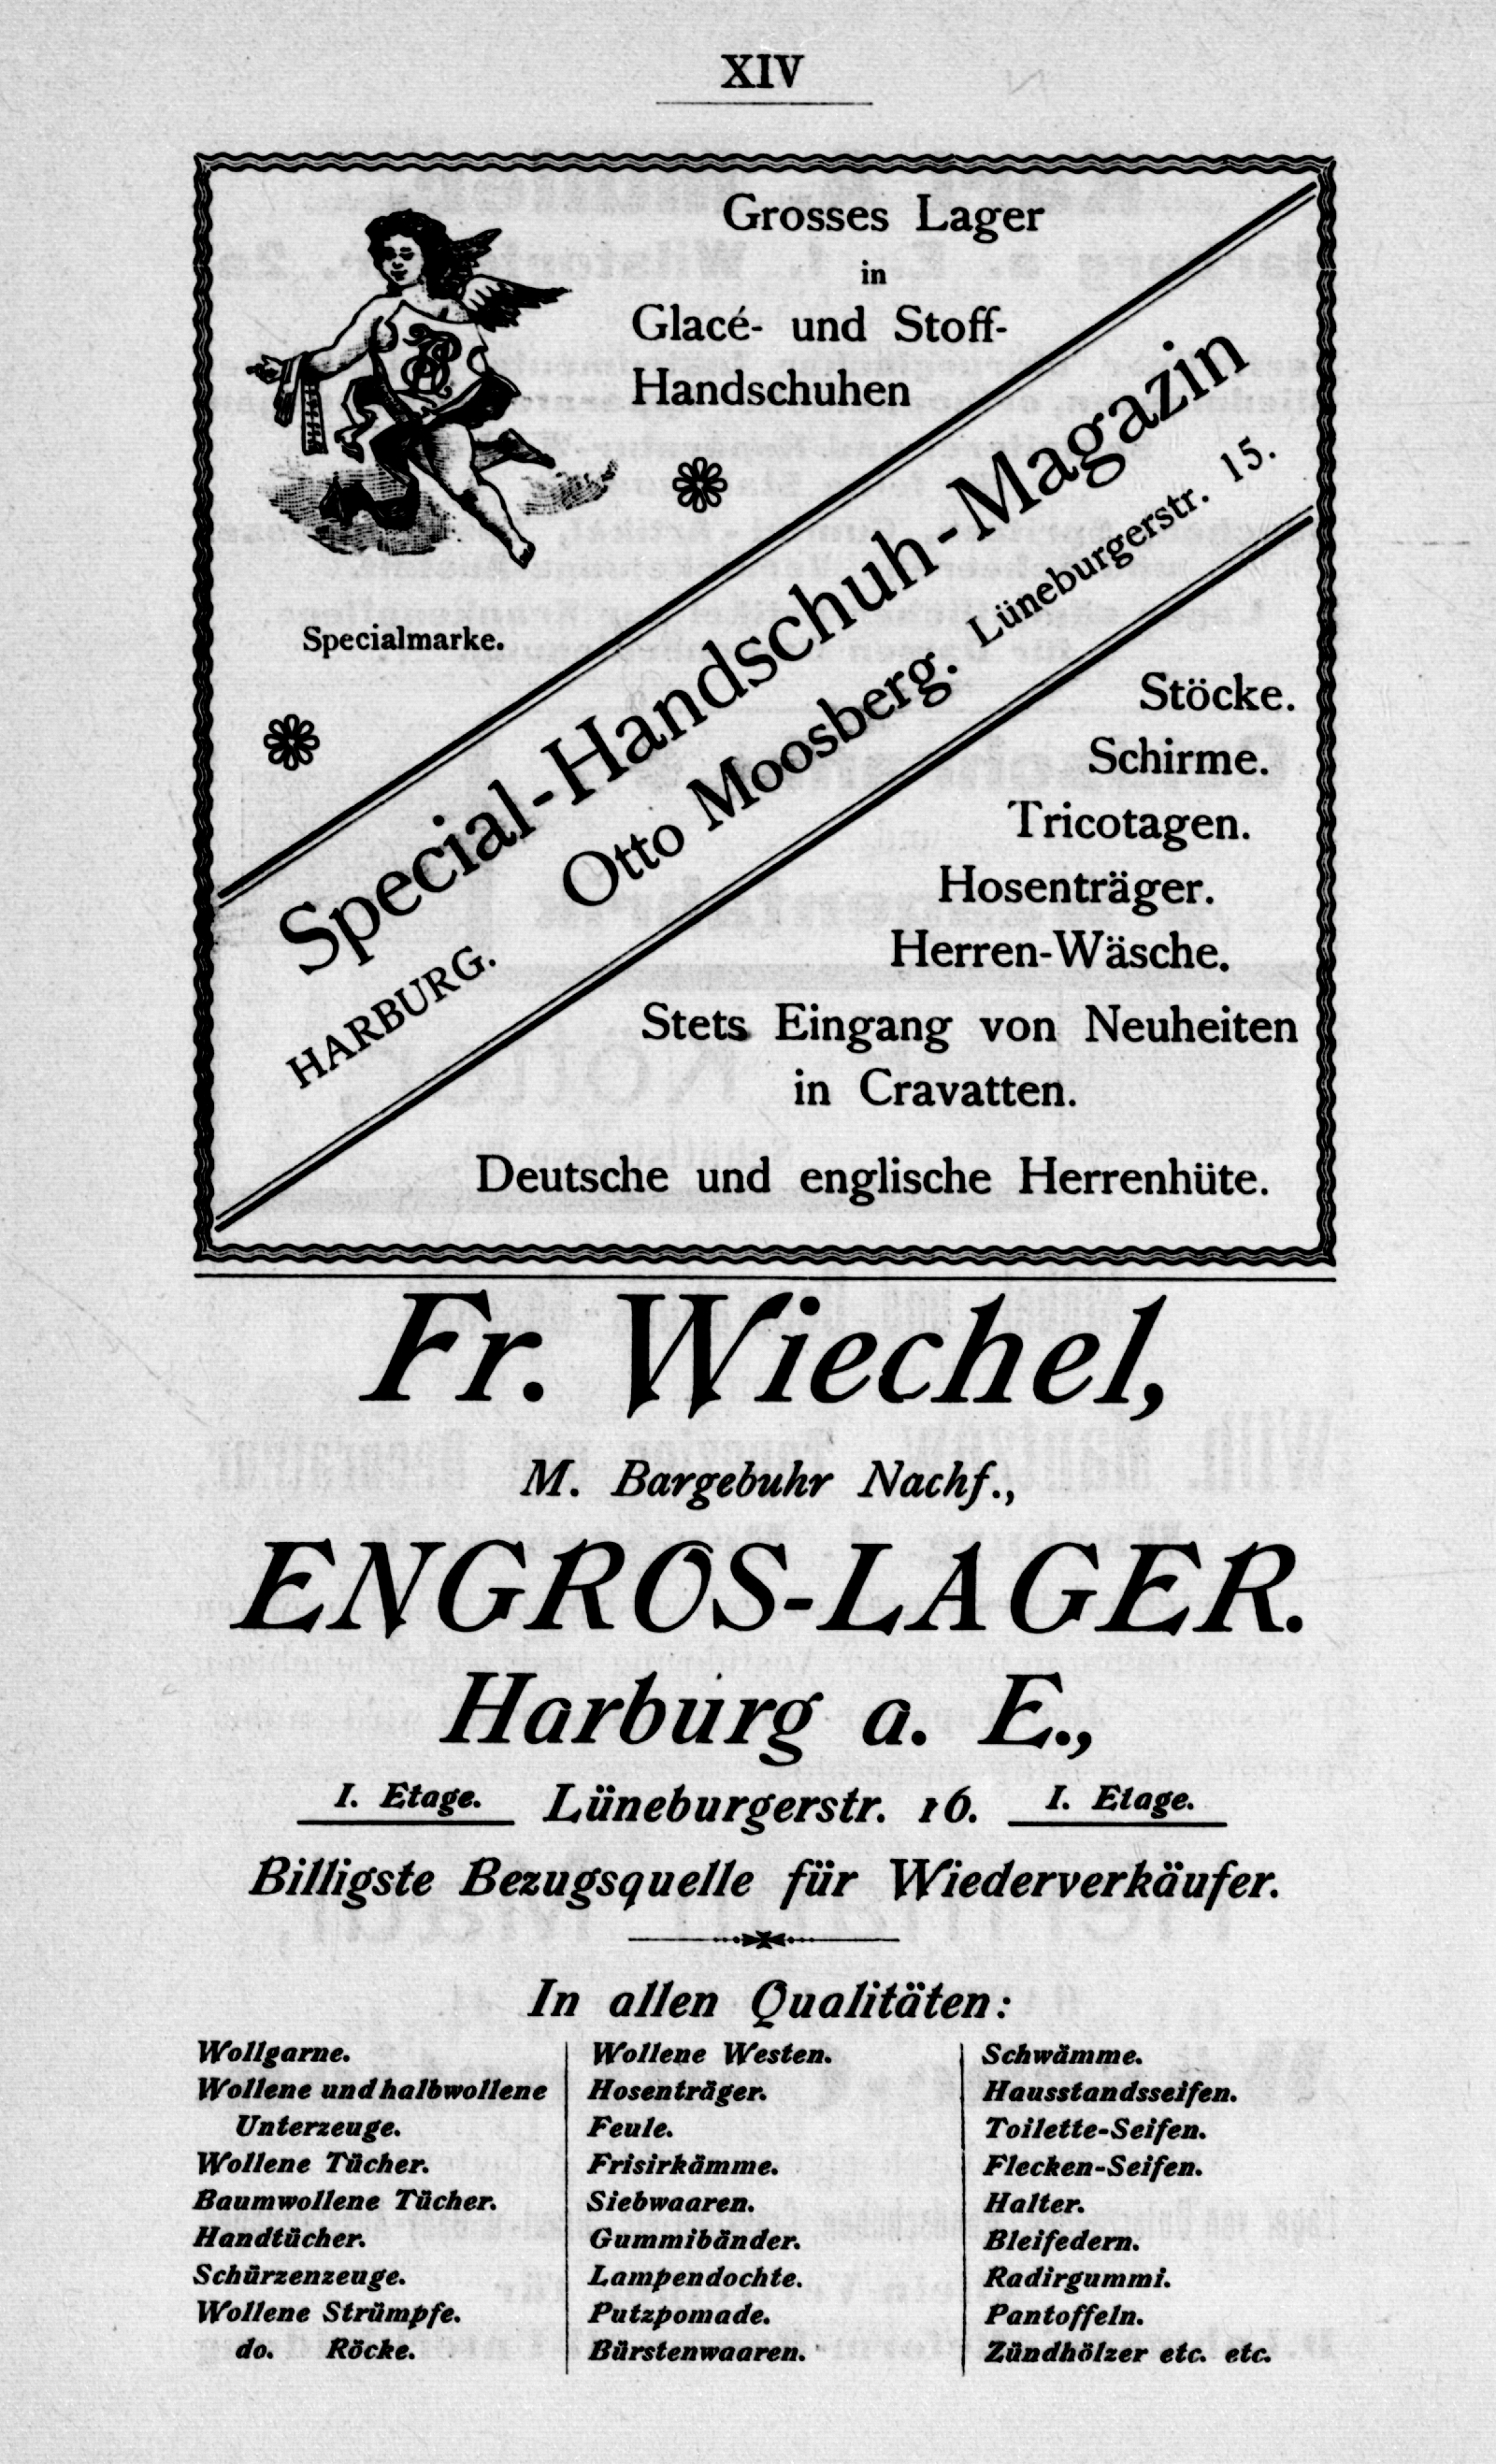 XIV
Grosses Lager
in
Glacé- und Stoff-
Handschuhen
Specialmarke.
Special-Handschuh-Magazin
Otto Moosberg. Lüneburgerstr. 15.
HARBURG.
Stöcke.
Schirme.
Tricotagen.
Hosenträger.
Herren-Wäsche.
Stets Eingang von Neuheiten
in Cravatten.
Deutsche und englische Herrenhüte.
Fr. Wiechel,
M. Bargebuhr Nachf.,
ENGROS-LAGER.
Harburg a. E.,
I. Etage. Lüneburgerstr. 16. I. Etage.
Billigste Bezugsquelle für Wiederverkäufer.
In allen Qualitäten:
Wollgarne.
Wollene und halbwollene
Unterzeuge.
Wollene Tücher.
Baumwollene Tücher.
Handtücher.
Schürzenzeuge.
Wollene Strümpfe.
do. Röcke.
Wollene Westen.
Hosenträger.
Feule.
Frisirkämme.
Siebwaaren.
Gummibänder.
Lampendochte.
Putzpomade.
Bürstenwaaren.
Schwämme.
Hausstandsseifen.
Toilette-Seifen.
Flecken-Seifen.
Halter.
Bleifedern.
Radirgummi.
Pantoffeln.
Zündhölzer etc. etc.